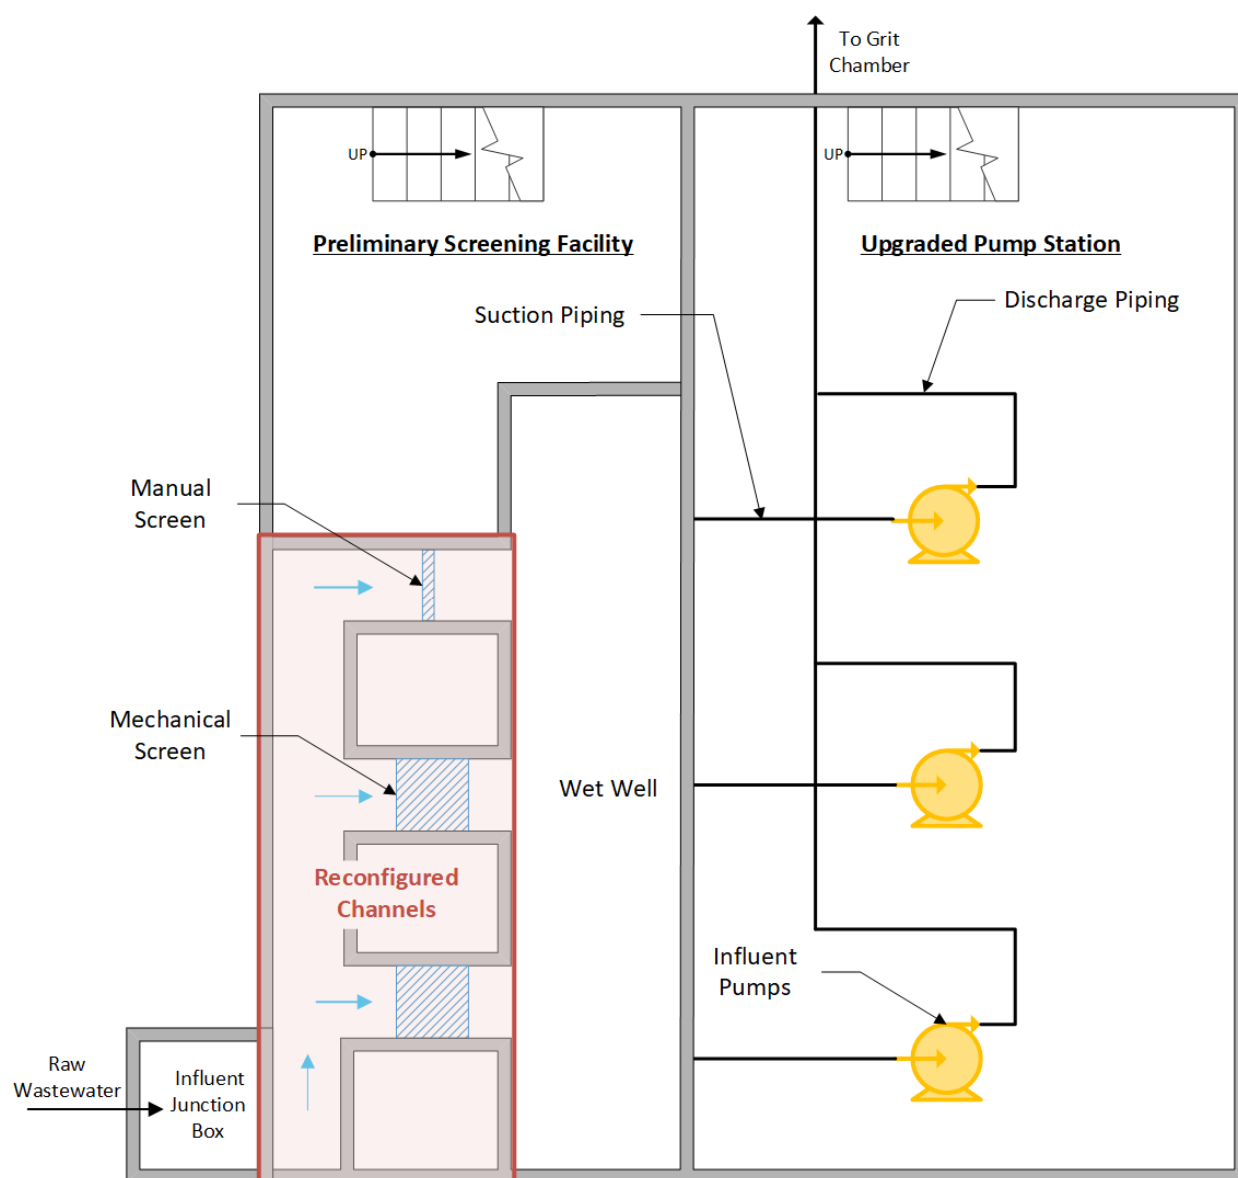 To Grit
Chamber
UP
UP
Preliminary Screening Facility
Upgraded Pump Station
Suction Piping
Discharge Piping
Manual
Screen
Mechanical
Screen
Wet Well
Reconfigured
Channels
Influent
Pumps
Raw
Wastewater
Influent
Junction
Box